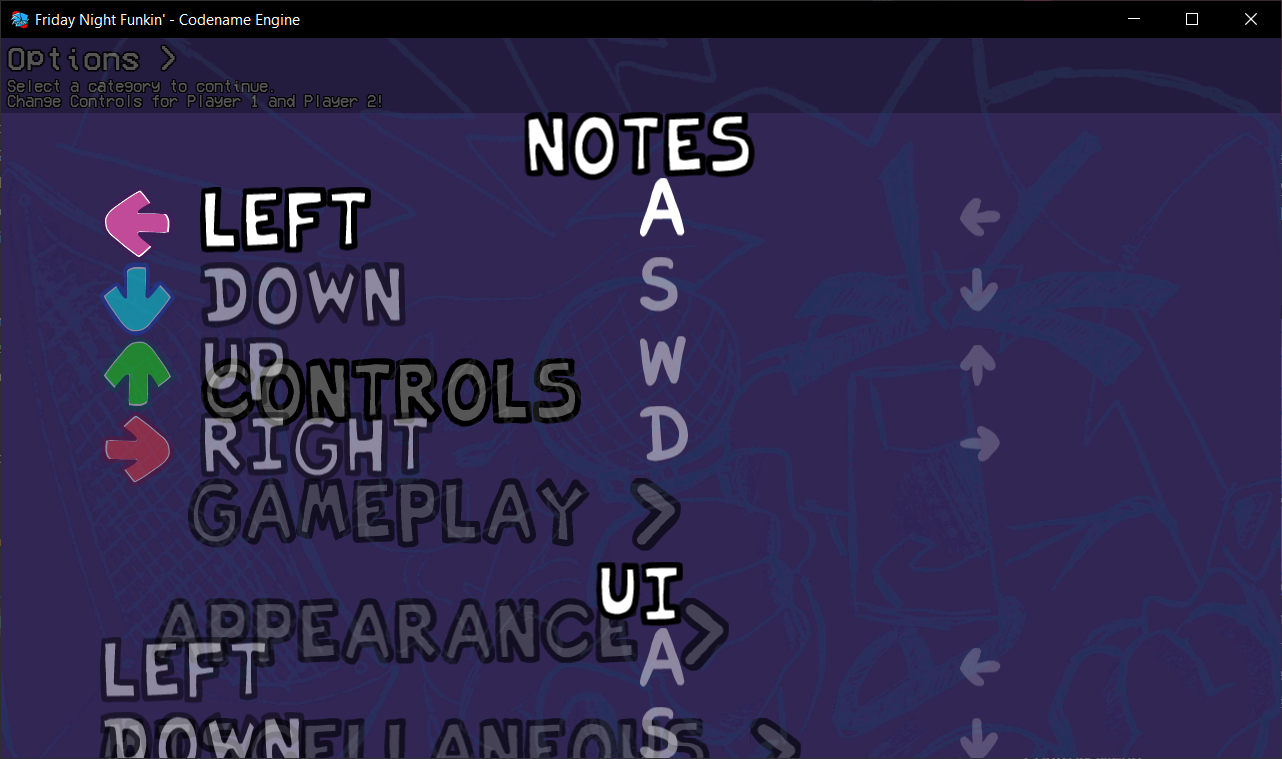 Friday Night Funkin' - Codename Engine
Options >
Select a category to continue.
Change Controls for Player 1 and Player 2!
NOTES
LEFT A ←
DOWN S ↓
UP W ↑
CONTROLS
RIGHT D →
GAMEPLAY >
UI
APPEARANCE >
LEFT A ←
DOWN S ↓
MISCELLANEOUS >